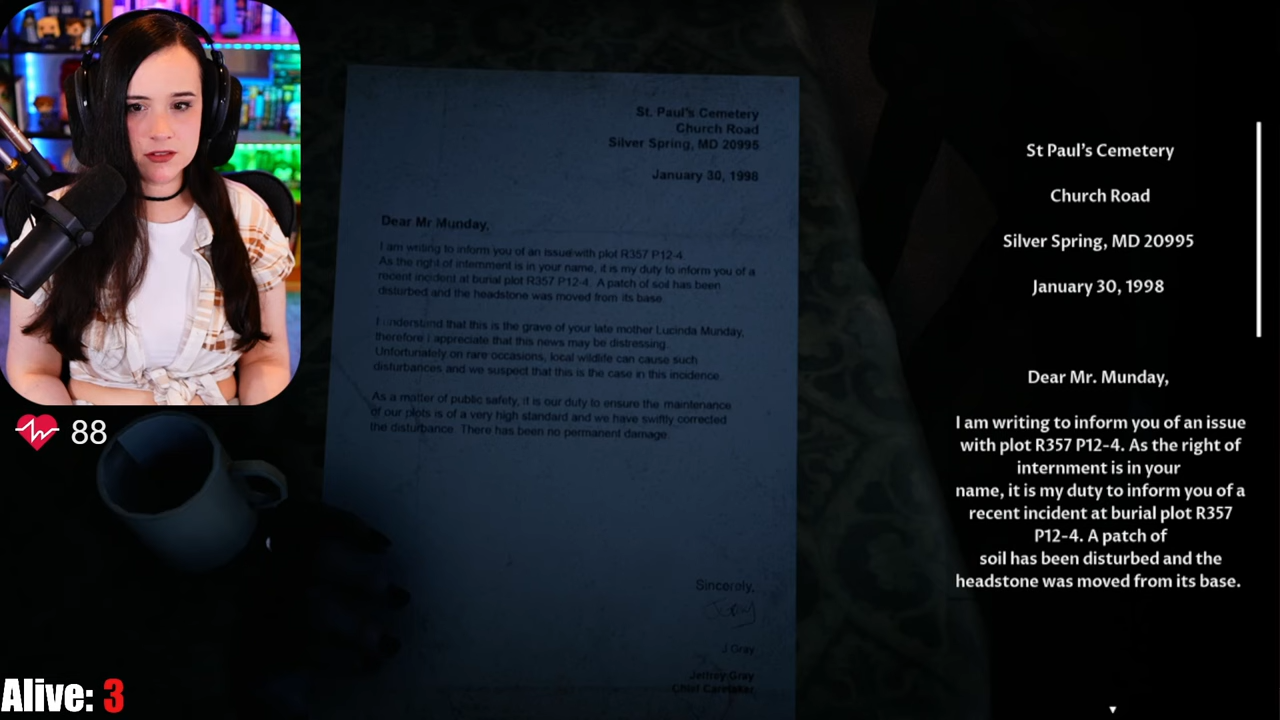 St. Paul's Cemetery
Church Road
Silver Spring, MD 20995
January 30, 1998
Dear Mr Munday,
I am writing to inform you of an issue with plot R357 P12-4.
As the right of internment is in your name, it is my duty to inform you of a
recent incident at burial plot R357 P12-4. A patch of soil has been
disturbed and the headstone was moved from its base.
I understand that this is the grave of your late mother Lucinda Munday,
therefore I appreciate that this news may be distressing.
Unfortunately on rare occasions, local wildlife can cause such
disturbances and we suspect that this is the case in this incidence.
As a matter of public safety, it is our duty to ensure the maintenance
of our plots is of a very high standard and we have swiftly corrected
the disturbance. There has been no permanent damage.
Sincerely,
JGray
J Gray
Jeffrey Gray
Chief Caretaker
St Paul's Cemetery
Church Road
Silver Spring, MD 20995
January 30, 1998
Dear Mr. Munday,
I am writing to inform you of an issue
with plot R357 P12-4. As the right of
internment is in your
name, it is my duty to inform you of a
recent incident at burial plot R357
P12-4. A patch of
soil has been disturbed and the
headstone was moved from its base.
88
Alive: 3